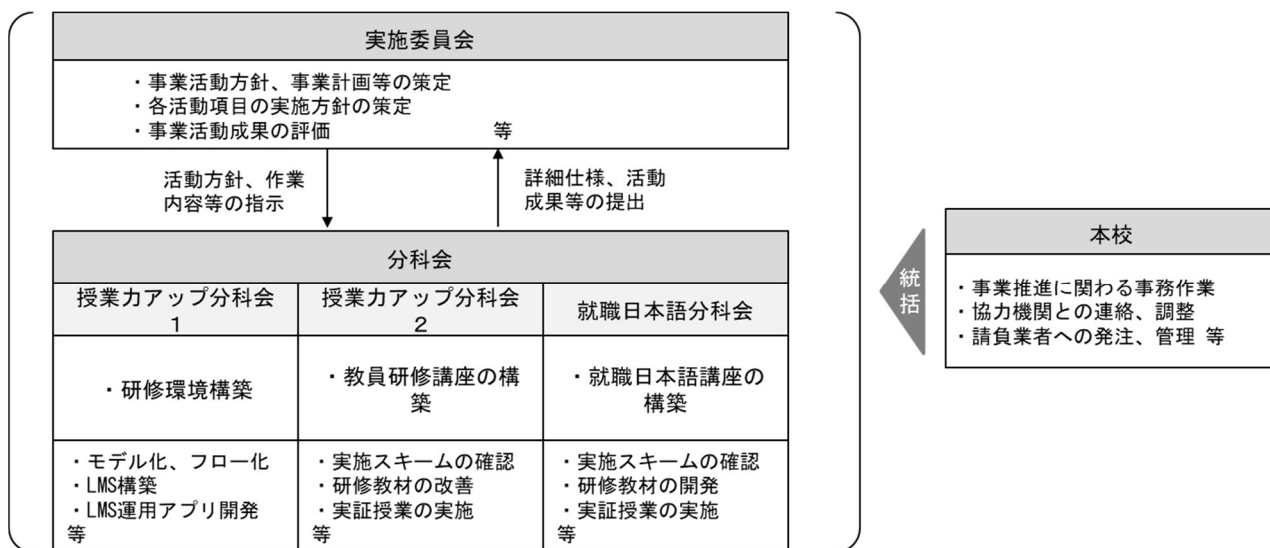 実施委員会
・事業活動方針、事業計画等の策定
・各活動項目の実施方針の策定
・事業活動成果の評価　　　　　　　　等
活動方針、作業
内容等の指示
詳細仕様、活動
成果等の提出
分科会
授業力アップ分科会
1
授業力アップ分科会
2
就職日本語分科会
・研修環境構築
・教員研修講座の構
築
・就職日本語講座の
構築
・モデル化、フロー化
・LMS構築
・LMS運用アプリ開発
等
・実施スキームの確認
・研修教材の改善
・実証授業の実施
等
・実施スキームの確認
・研修教材の開発
・実証授業の実施
等
統括
本校
・事業推進に関わる事務作業
・協力機関との連絡、調整
・請負業者への発注、管理 等